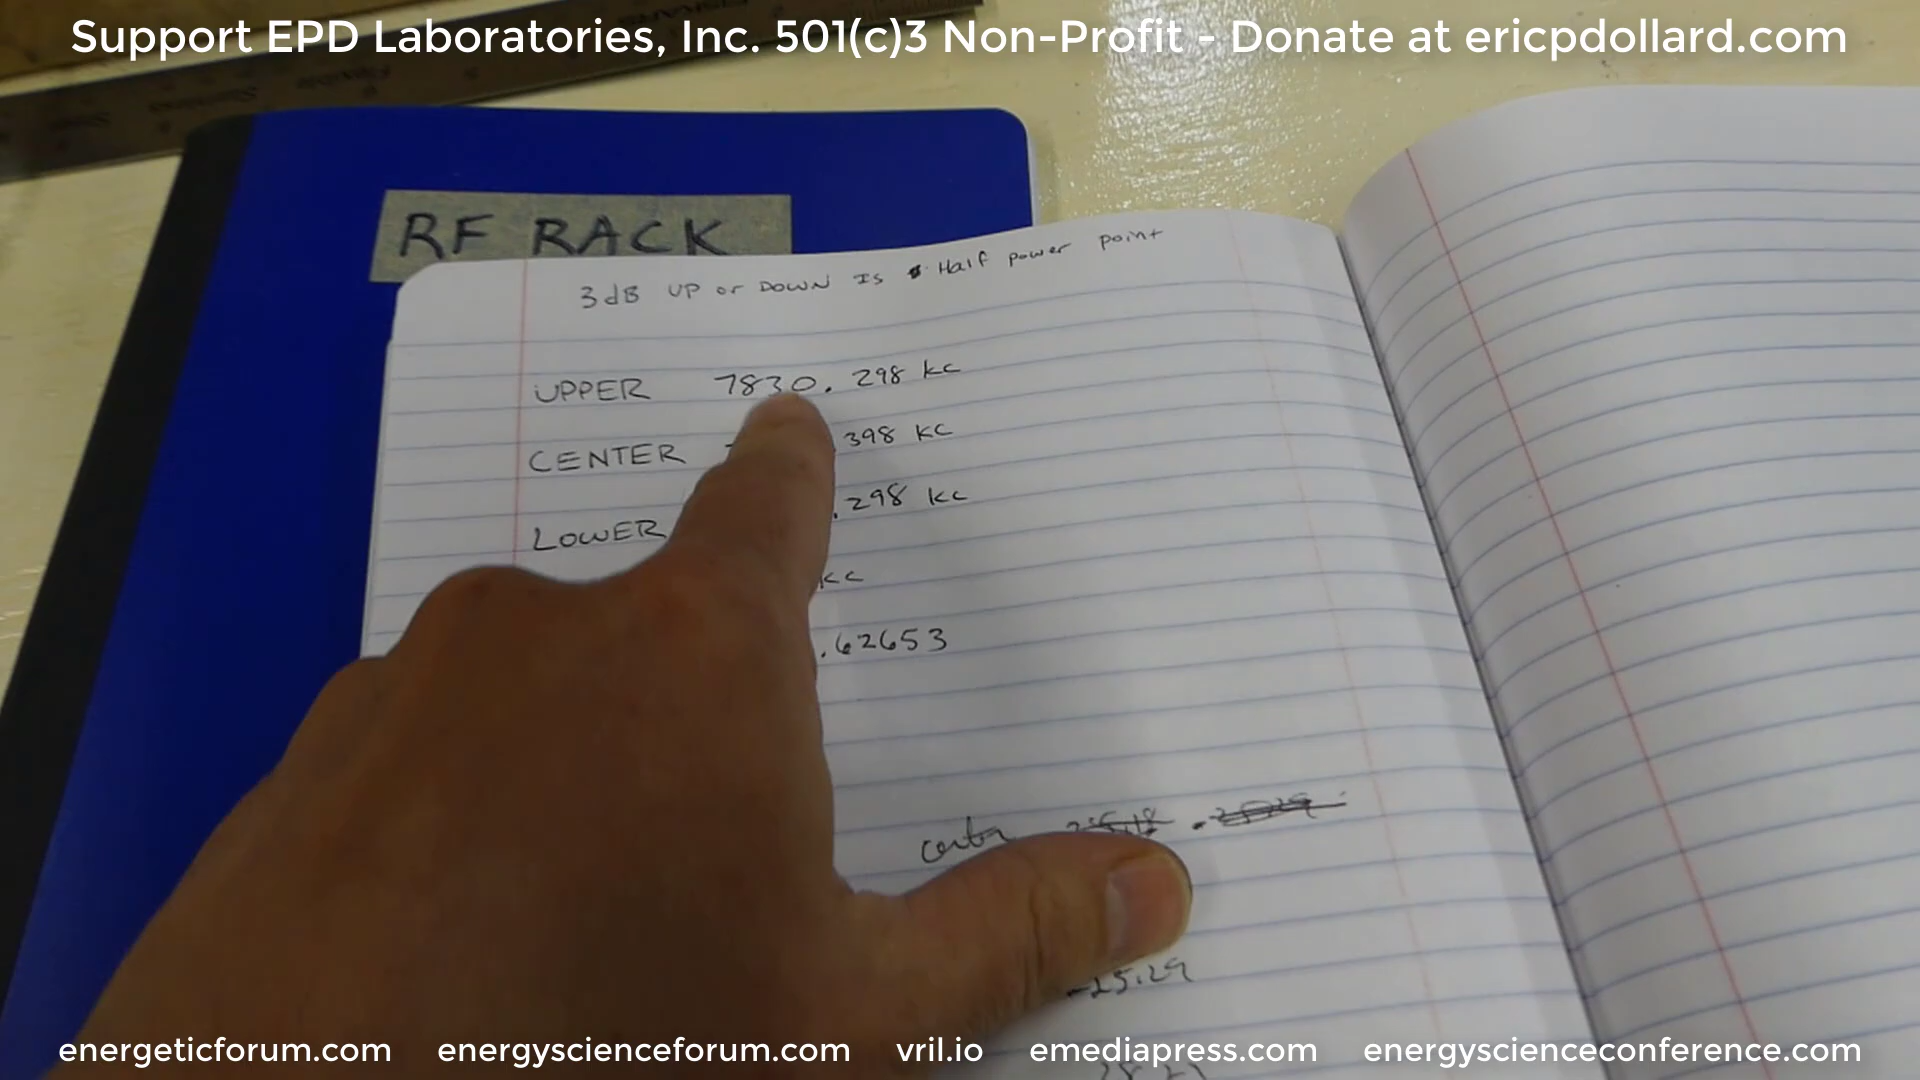 Support EPD Laboratories, Inc. 501(c)3 Non-Profit - Donate at ericpdollard.com
RF RACK
3dB UP or DOWN Is Half power point
UPPER 7830.298 kc
CENTER .398 KC
LOWER .298 kc
kc
.62653
center
-25.29
energeticforum.com energyscienceforum.com vril.io emediapress.com energyscienceconference.com